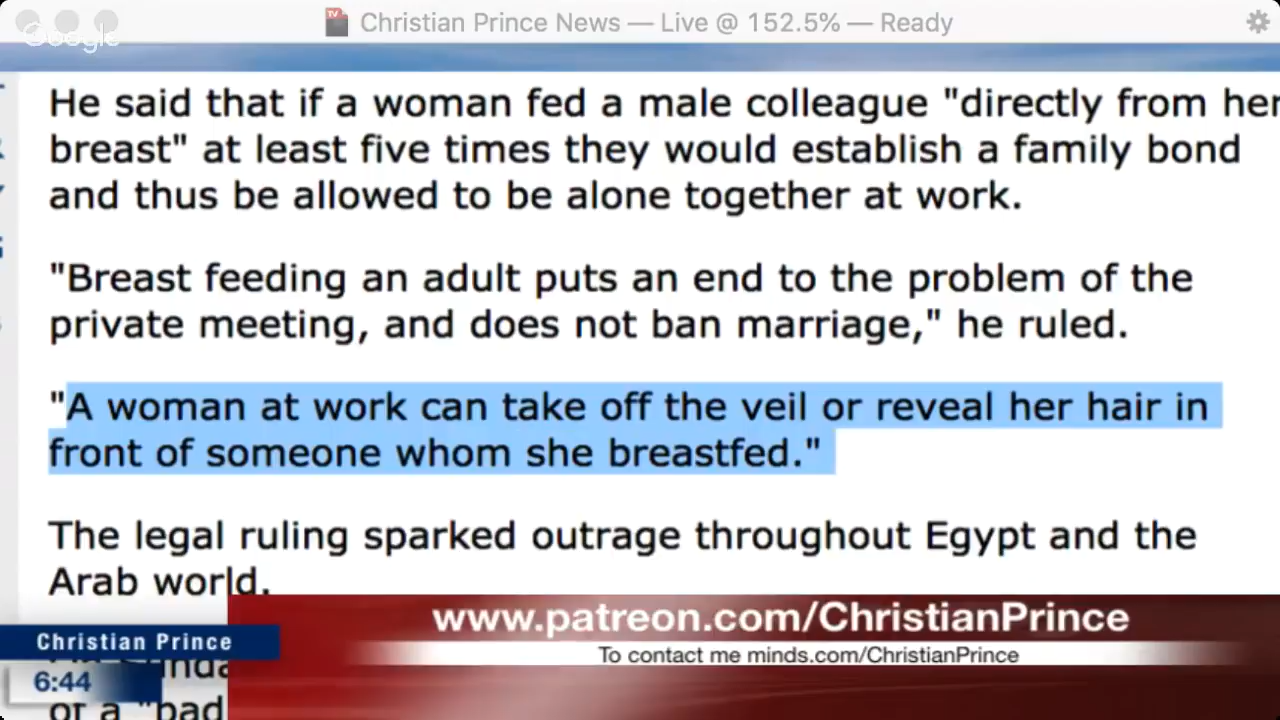 Christian Prince News — Live @ 152.5% — Ready
Google
He said that if a woman fed a male colleague "directly from her
breast" at least five times they would establish a family bond
and thus be allowed to be alone together at work.
"Breast feeding an adult puts an end to the problem of the
private meeting, and does not ban marriage," he ruled.
"A woman at work can take off the veil or reveal her hair in
front of someone whom she breastfed."
The legal ruling sparked outrage throughout Egypt and the
Arab world.
www.patreon.com/ChristianPrince
Christian Prince
To contact me minds.com/ChristianPrince
6:44
or a "bad